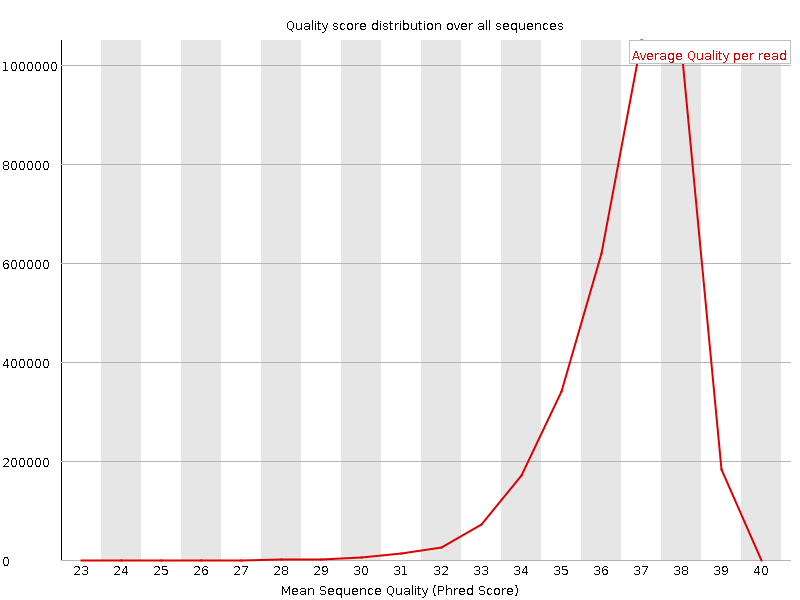 Quality score distribution over all sequences
Average Quality per read
1000000
800000
600000
400000
200000
0
23 24 25 26 27 28 29 30 31 32 33 34 35 36 37 38 39 40
Mean Sequence Quality (Phred Score)